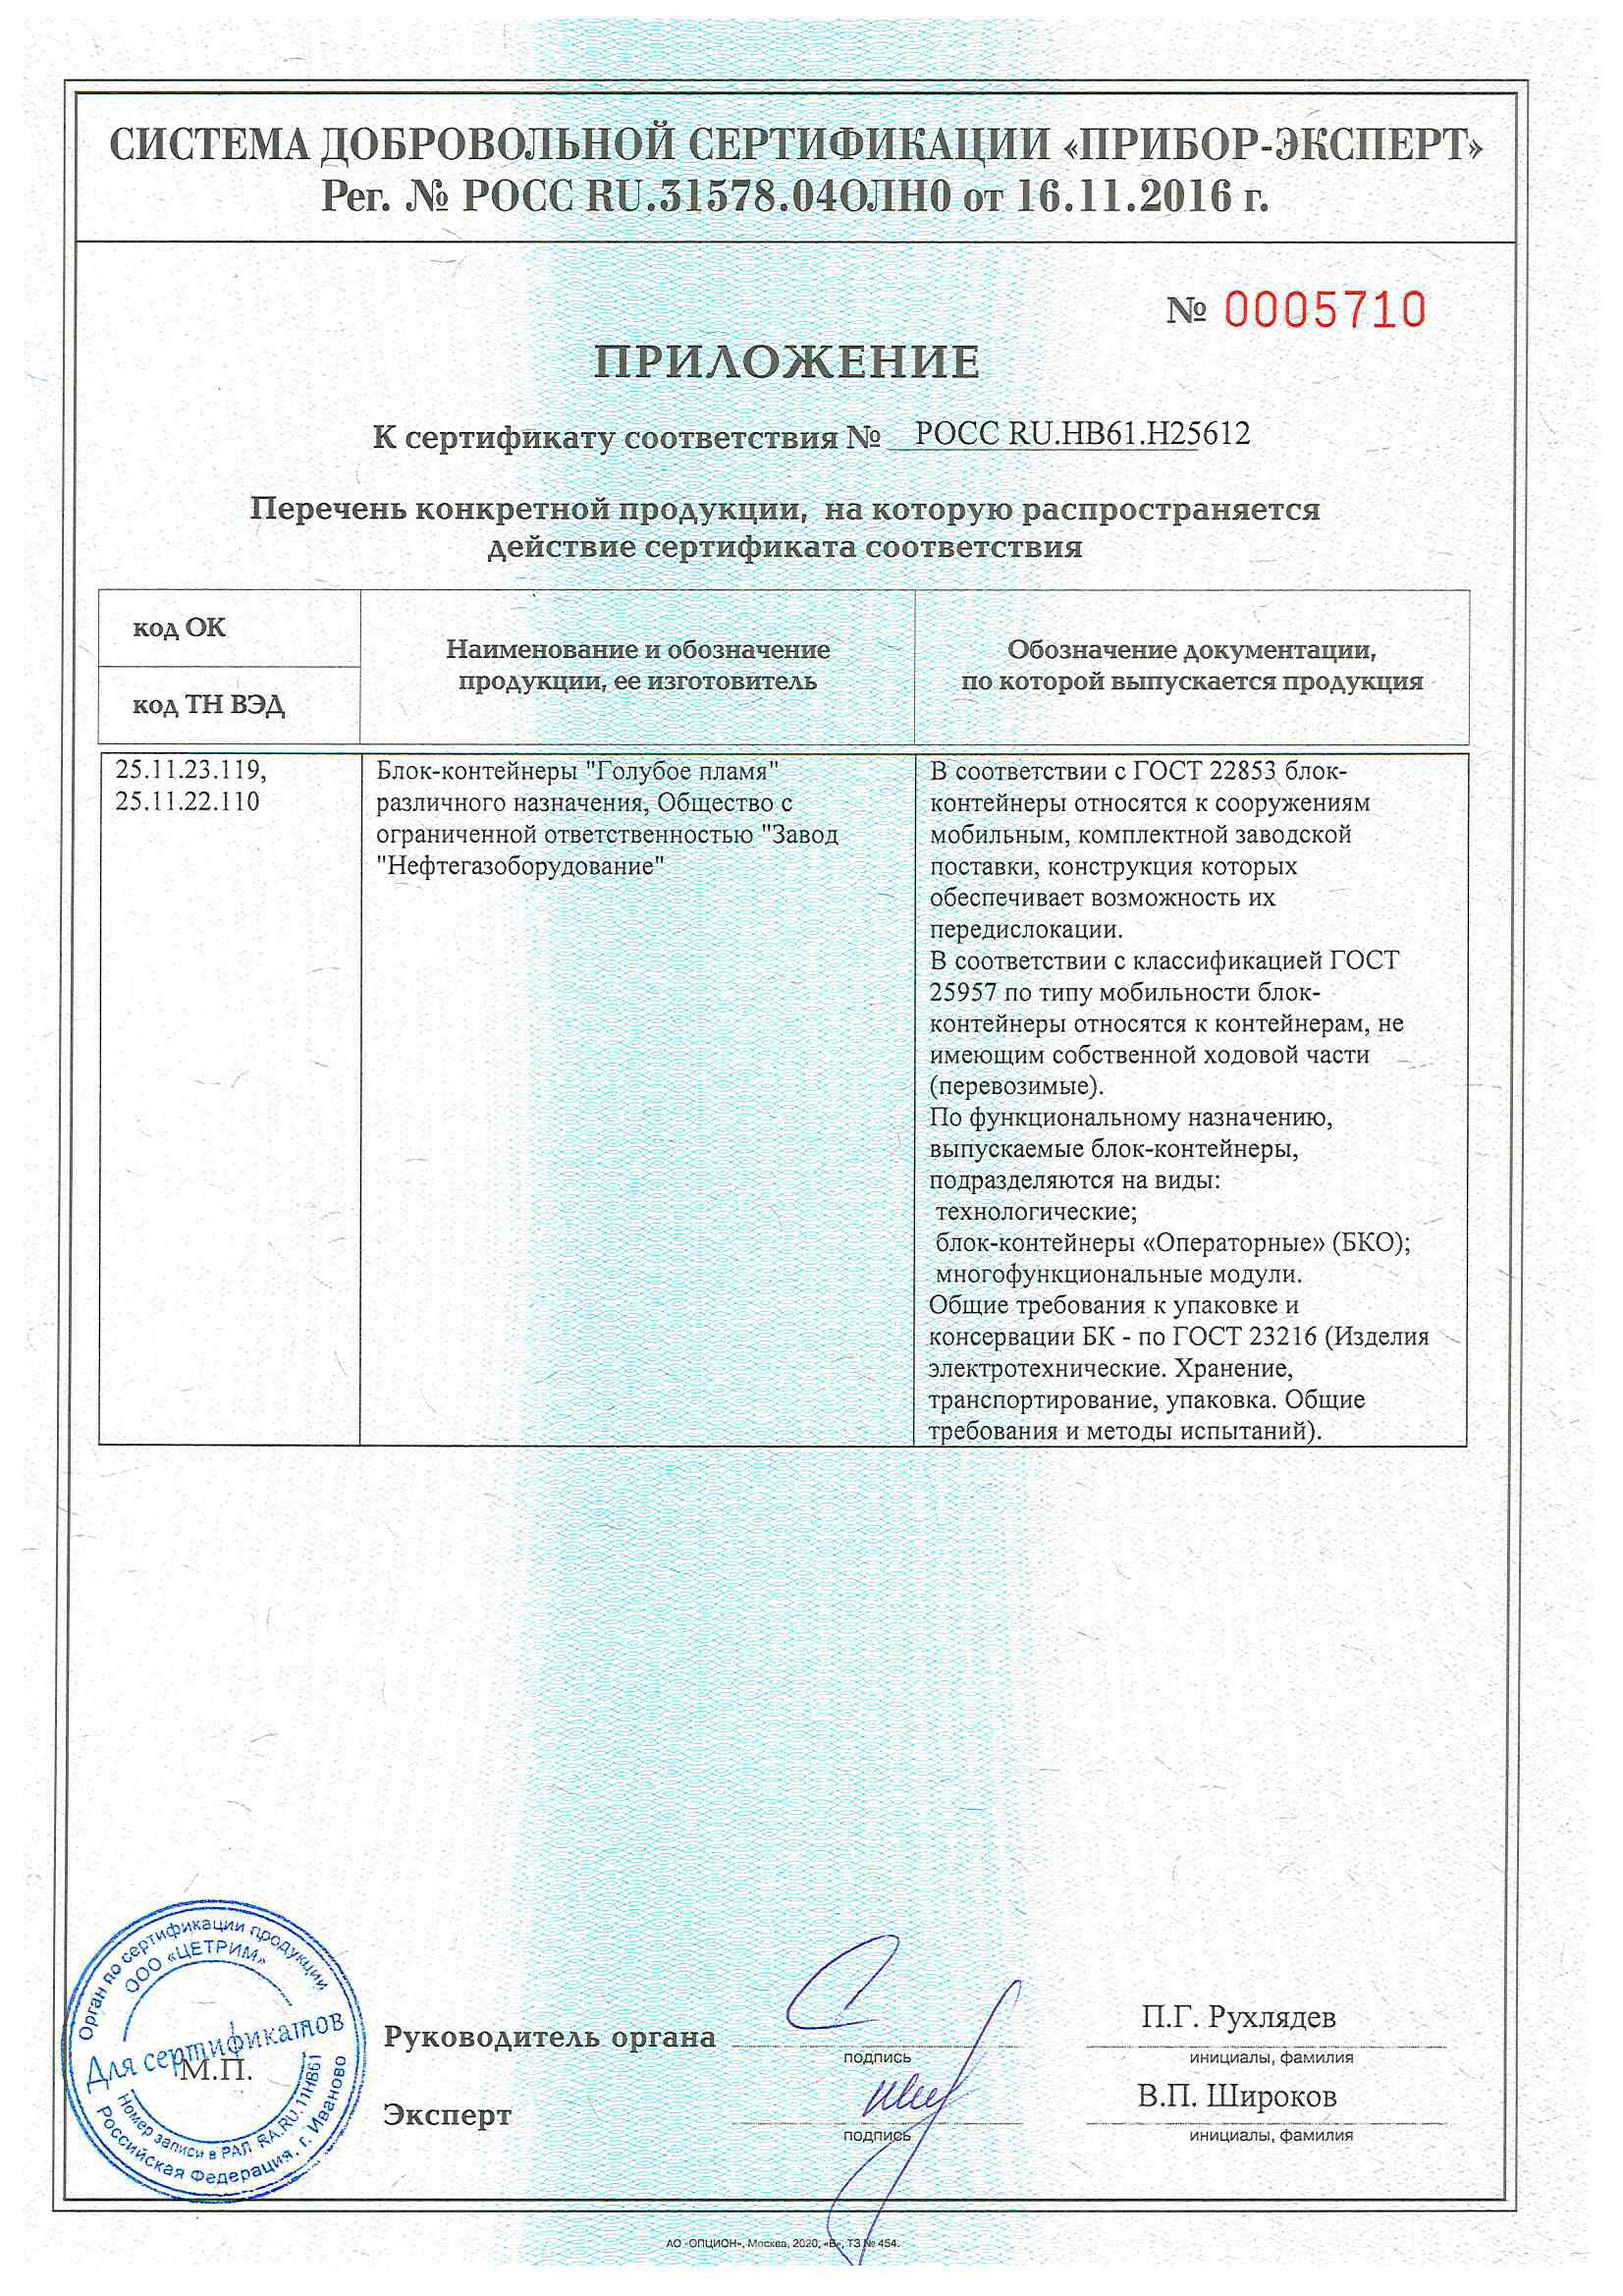 СИСТЕМА ДОБРОВОЛЬНОЙ СЕРТИФИКАЦИИ «ПРИБОР-ЭКСПЕРТ»
Рег. № РОСС RU.31578.04ОЛН0 от 16.11.2016 г.
№ 0005710
ПРИЛОЖЕНИЕ
К сертификату соответствия № РОСС RU.НВ61.Н25612
Перечень конкретной продукции, на которую распространяется
действие сертификата соответствия
код ОК
код ТН ВЭД
Наименование и обозначение
продукции, ее изготовитель
Обозначение документации,
по которой выпускается продукция
25.11.23.119,
25.11.22.110
Блок-контейнеры "Голубое пламя"
различного назначения, Общество с
ограниченной ответственностью "Завод
"Нефтегазоборудование"
В соответствии с ГОСТ 22853 блок-
контейнеры относятся к сооружениям
мобильным, комплектной заводской
поставки, конструкция которых
обеспечивает возможность их
передислокации.
В соответствии с классификацией ГОСТ
25957 по типу мобильности блок-
контейнеры относятся к контейнерам, не
имеющим собственной ходовой части
(перевозимые).
По функциональному назначению,
выпускаемые блок-контейнеры,
подразделяются на виды:
технологические;
блок-контейнеры «Операторные» (БКО);
многофункциональные модули.
Общие требования к упаковке и
консервации БК - по ГОСТ 23216 (Изделия
электротехнические. Хранение,
транспортирование, упаковка. Общие
требования и методы испытаний).
Орган по сертификации продукции
ООО «ЦЕТРИМ»
Для сертификатов
М.П.
Номер записи в РАЛ RA.RU.11НВ61
Российская Федерация, г. Иваново
Руководитель органа
подпись
П.Г. Рухлядев
инициалы, фамилия
Эксперт
подпись
В.П. Широков
инициалы, фамилия
АО «ОПЦИОН», Москва, 2020, «В», ТЗ № 454.